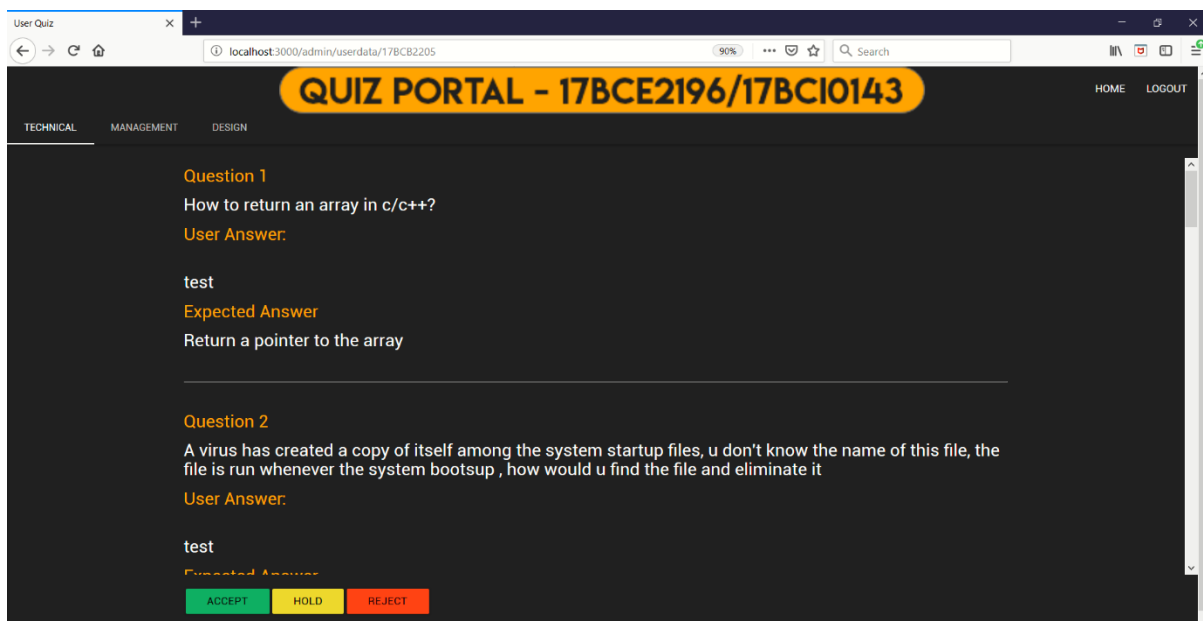 User Quiz
localhost:3000/admin/userdata/17BCB2205
90%
Search
QUIZ PORTAL - 17BCE2196/17BCI0143
HOME LOGOUT
TECHNICAL MANAGEMENT DESIGN
Question 1
How to return an array in c/c++?
User Answer:
test
Expected Answer
Return a pointer to the array
Question 2
A virus has created a copy of itself among the system startup files, u don't know the name of this file, the
file is run whenever the system bootsup , how would u find the file and eliminate it
User Answer:
test
Expected Answer
ACCEPT HOLD REJECT